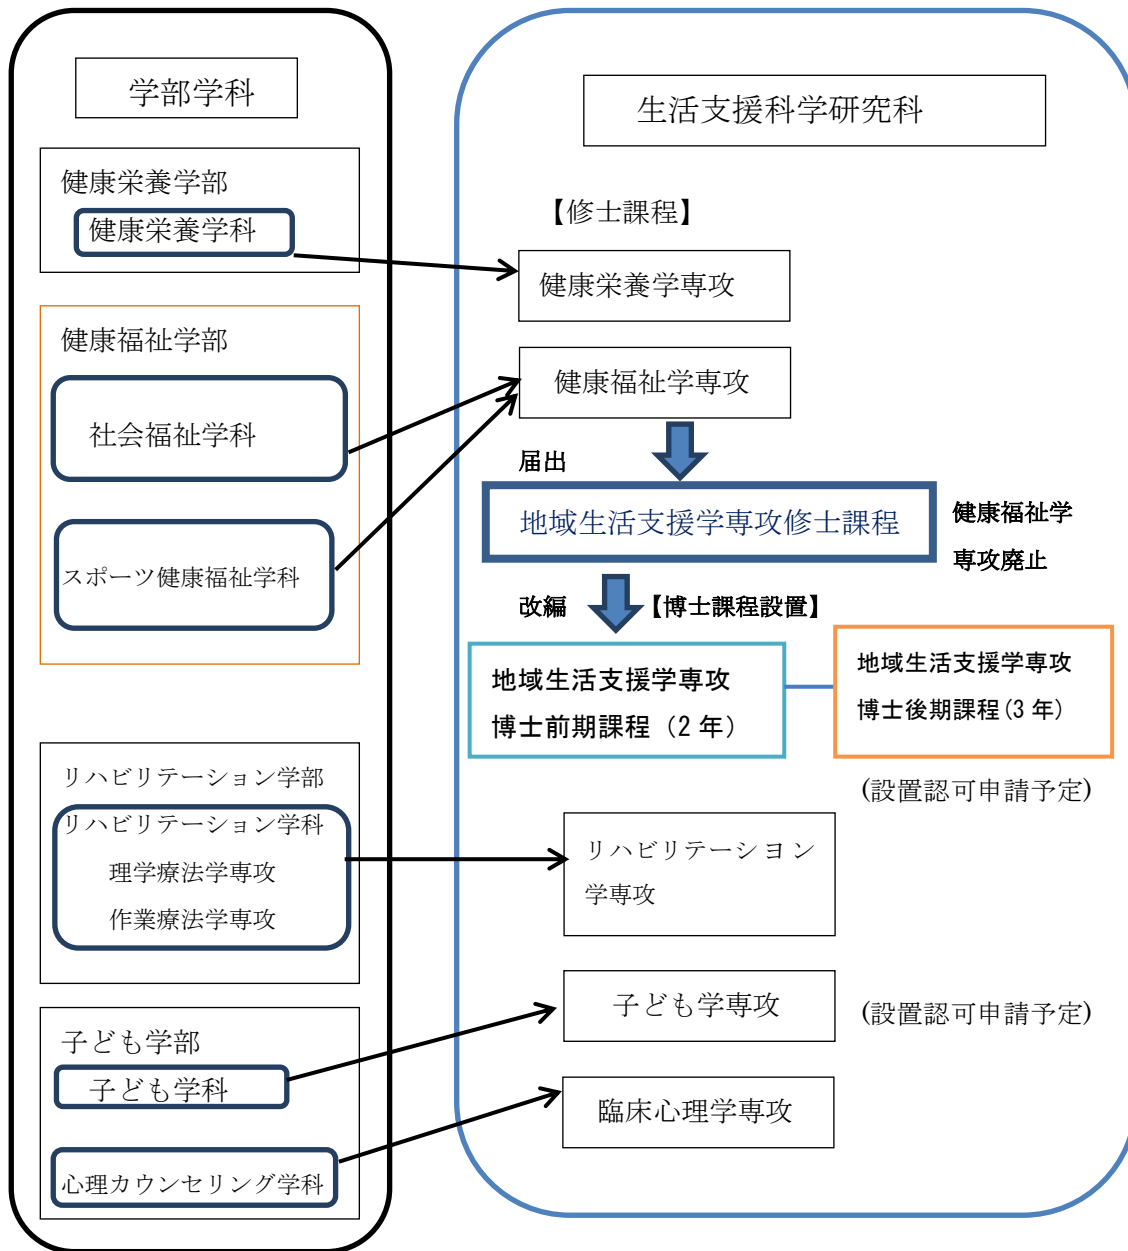 学部学科
健康栄養学部
健康栄養学科
健康福祉学部
社会福祉学科
スポーツ健康福祉学科
リハビリテーション学部
リハビリテーション学科
理学療法学専攻
作業療法学専攻
子ども学部
子ども学科
心理カウンセリング学科
生活支援科学研究科
【修士課程】
健康栄養学専攻
健康福祉学専攻
届出
地域生活支援学専攻修士課程
健康福祉学
専攻廃止
改編
【博士課程設置】
地域生活支援学専攻
博士前期課程（2年）
地域生活支援学専攻
博士後期課程(3年)
(設置認可申請予定)
リハビリテーション
学専攻
子ども学専攻
(設置認可申請予定)
臨床心理学専攻